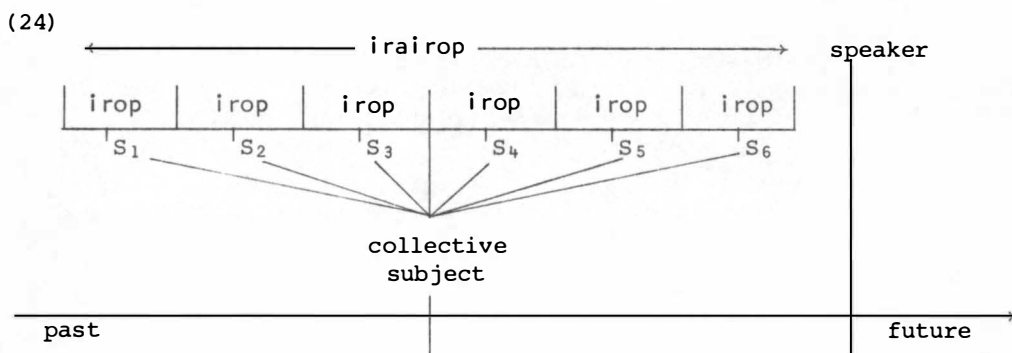 (24)
irairop
speaker
irop irop irop irop irop irop
S1 S2 S3 S4 S5 S6
collective
subject
past future